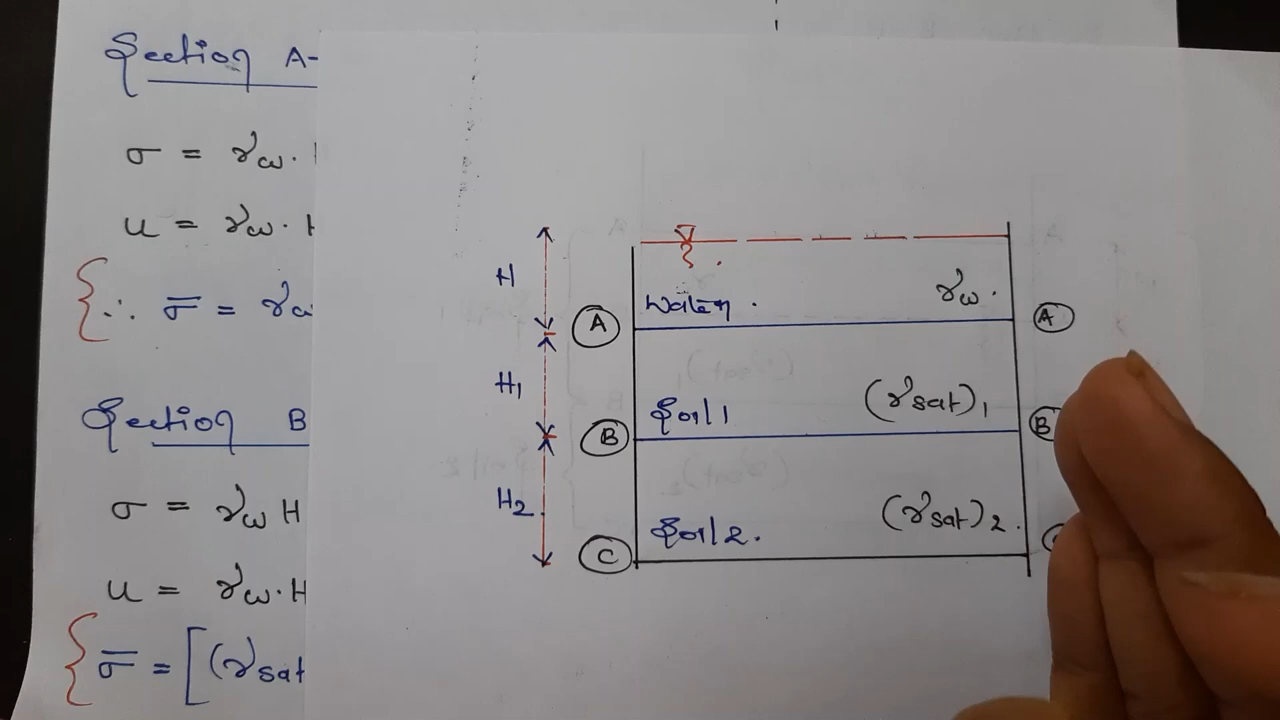 Section A-
σ = γω.
u = γω. H
∴ σ̅ = γω
Section B
σ = γω H
u = γω. H
σ̅ = [(γsat
H
H1
H2
A
water.
γω.
A
B
Soil 1
(γsat)1
B
C
Soil 2.
(γsat)2.